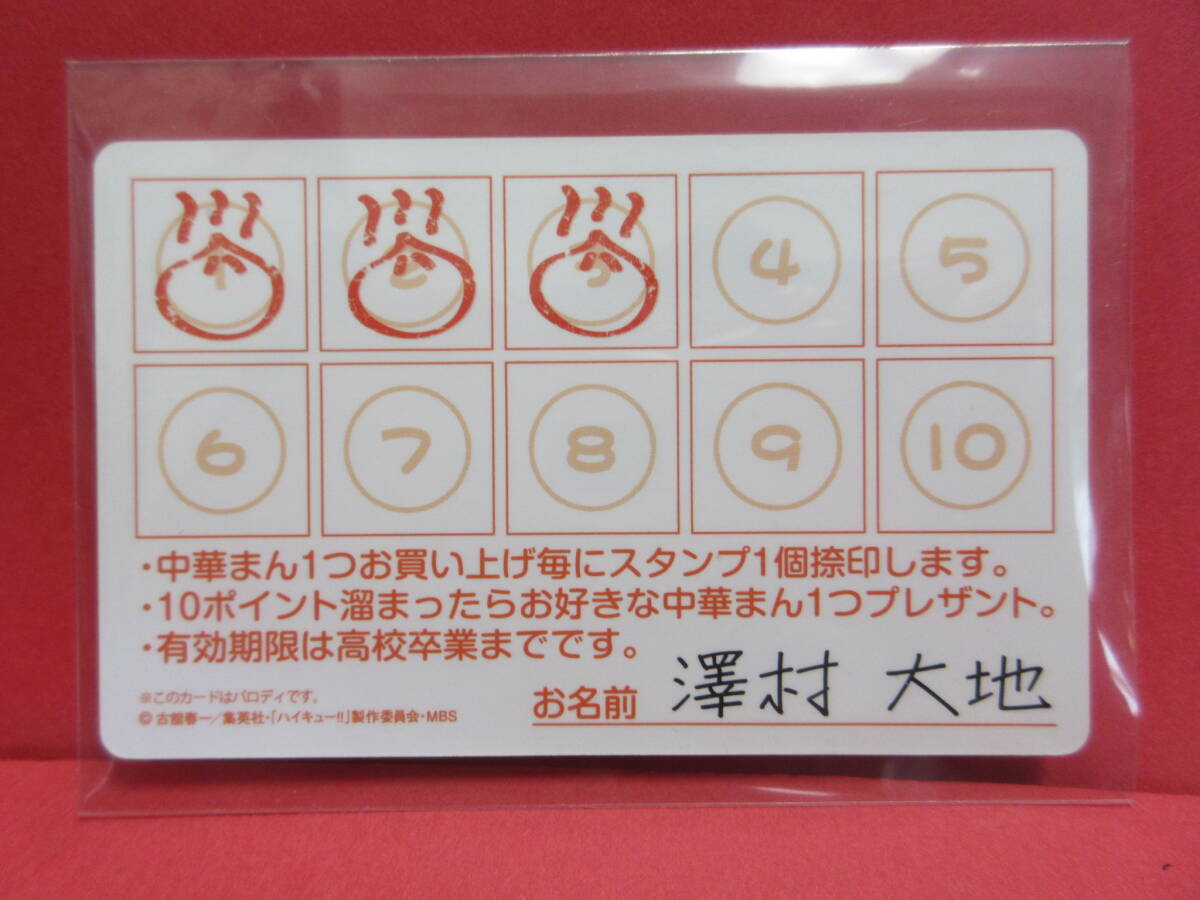 1 2 3 4 5
6 7 8 9 10
・中華まん1つお買い上げ毎にスタンプ1個捺印します。
・10ポイント溜まったらお好きな中華まん1つプレザント。
・有効期限は高校卒業までです。
お名前 澤村 大地
※このカードはパロディです。
© 古舘春一／集英社・「ハイキュー!!」製作委員会・MBS